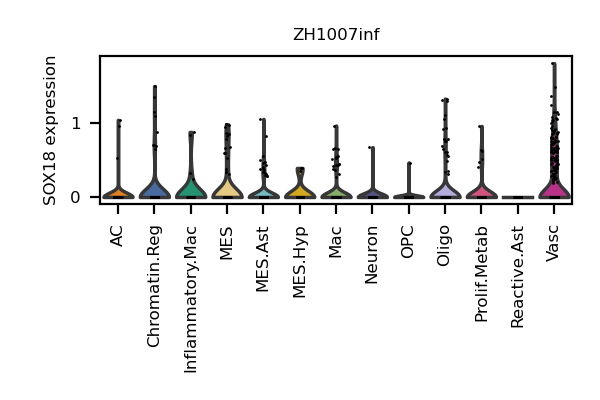 ZH1007inf
SOX18 expression
1
0
AC
Chromatin.Reg
Inflammatory.Mac
MES
MES.Ast
MES.Hyp
Mac
Neuron
OPC
Oligo
Prolif.Metab
Reactive.Ast
Vasc